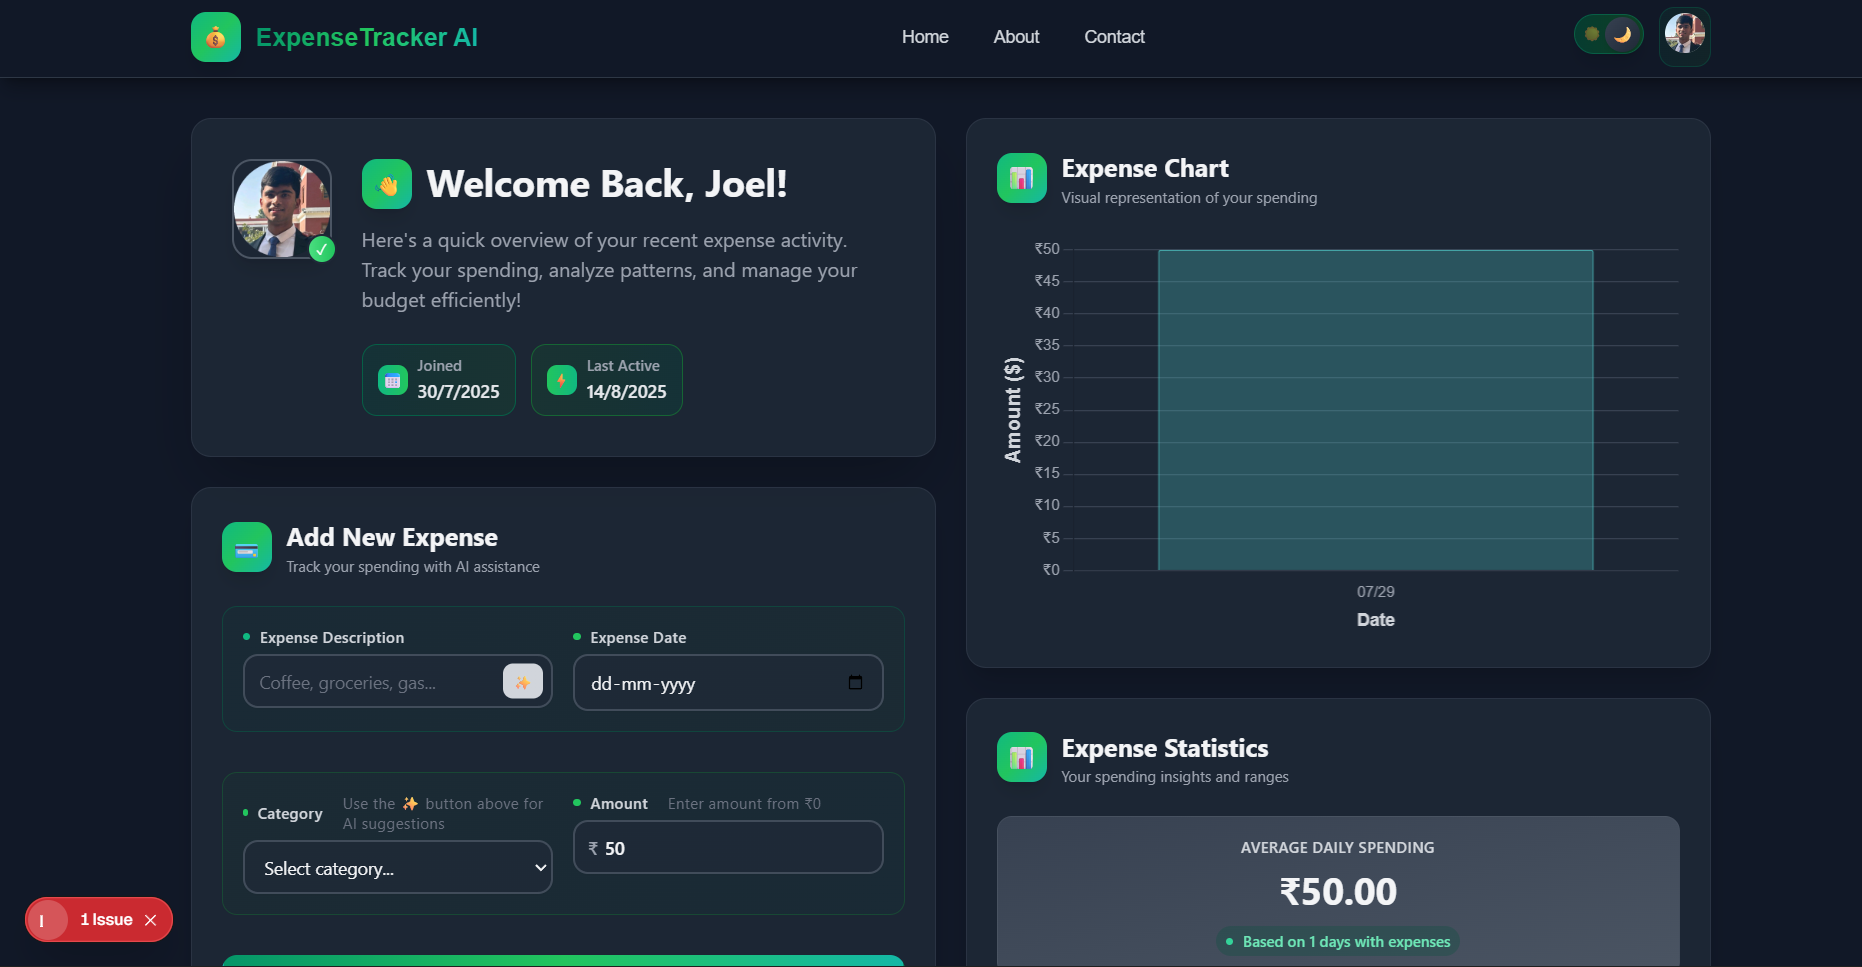 ExpenseTracker AI
Home
About
Contact
Welcome Back, Joel!
Here's a quick overview of your recent expense activity.
Track your spending, analyze patterns, and manage your
budget efficiently!
Joined
30/7/2025
Last Active
14/8/2025
Add New Expense
Track your spending with AI assistance
Expense Description
Coffee, groceries, gas...
Expense Date
dd-mm-yyyy
Category
Use the ✨ button above for
AI suggestions
Select category...
Amount
Enter amount from ₹0
₹ 50
I
1 Issue
Expense Chart
Visual representation of your spending
₹50
₹45
₹40
₹35
₹30
₹25
₹20
₹15
₹10
₹5
₹0
Amount ($)
07/29
Date
Expense Statistics
Your spending insights and ranges
AVERAGE DAILY SPENDING
₹50.00
Based on 1 days with expenses